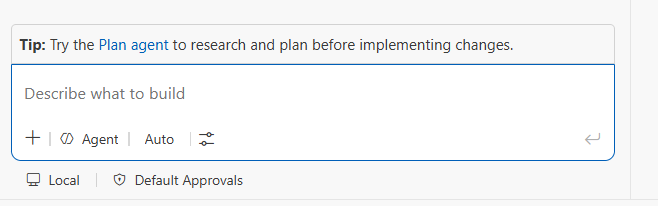 Tip: Try the Plan agent to research and plan before implementing changes.
Describe what to build
Agent Auto
Local Default Approvals